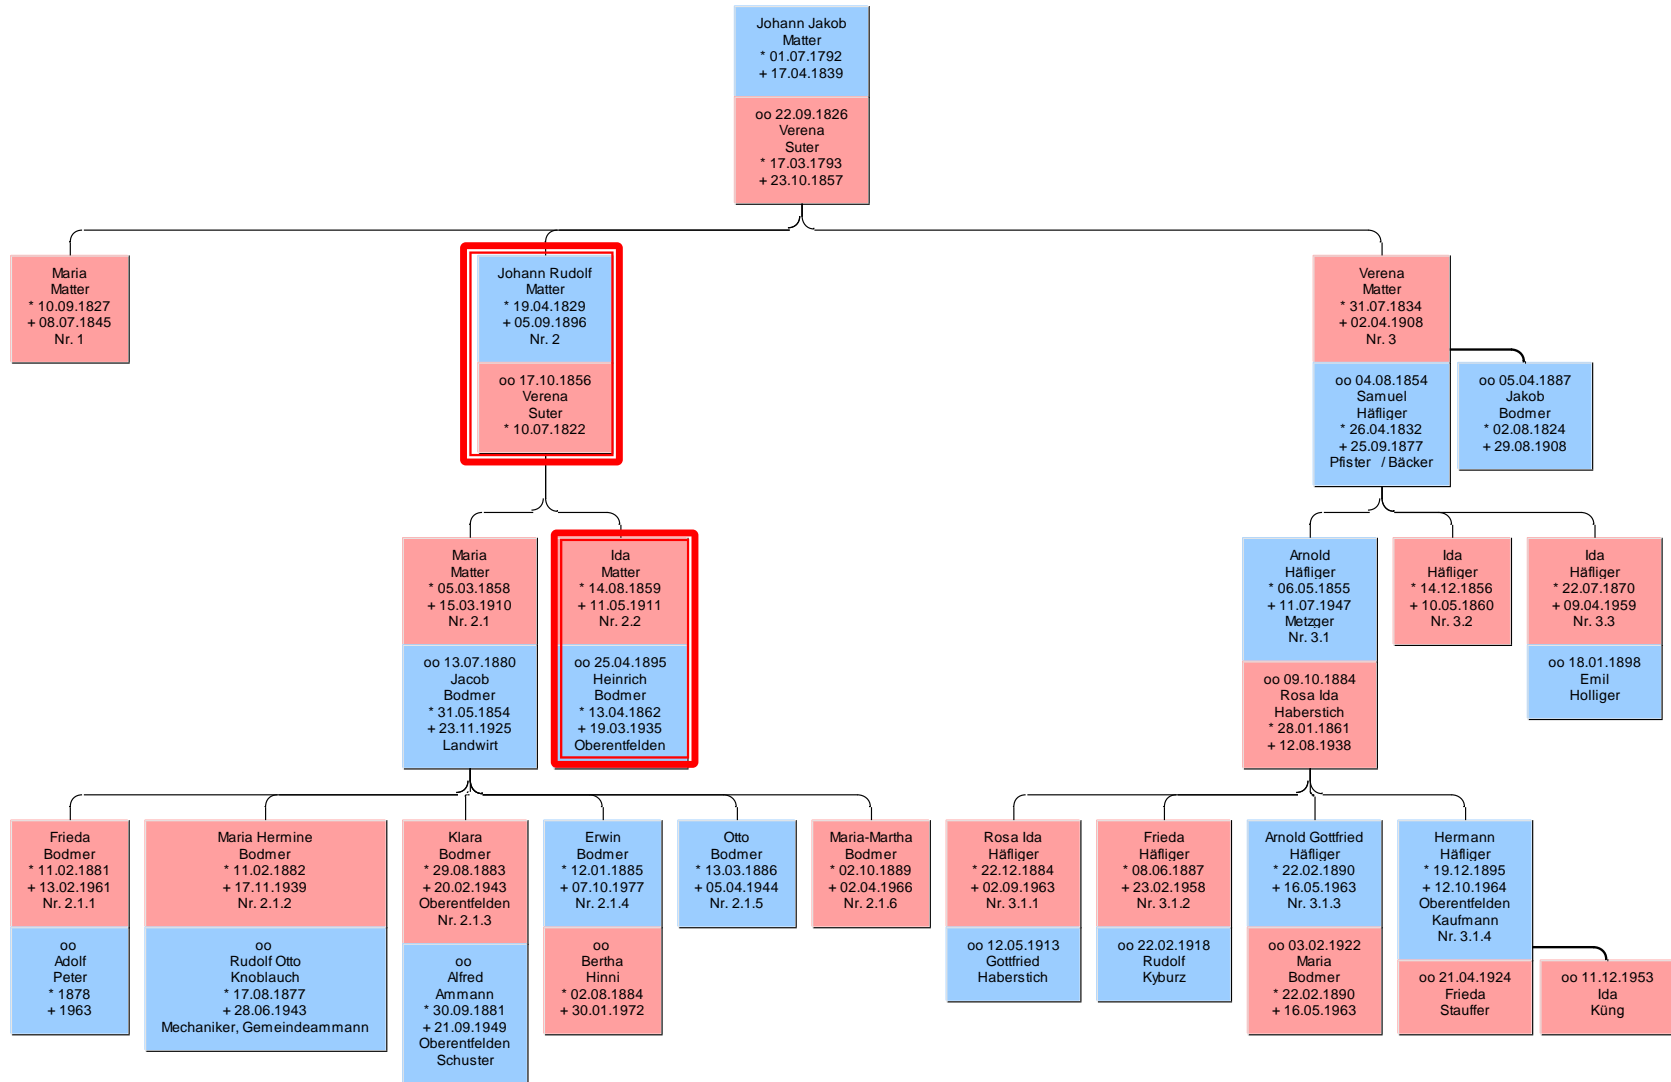 Johann Jakob
Matter
* 01.07.1792
+ 17.04.1839
oo 22.09.1826
Verena
Suter
* 17.03.1793
+ 23.10.1857
Maria
Matter
* 10.09.1827
+ 08.07.1845
Nr. 1
Johann Rudolf
Matter
* 19.04.1829
+ 05.09.1896
Nr. 2
oo 17.10.1856
Verena
Suter
* 10.07.1822
Verena
Matter
* 31.07.1834
+ 02.04.1908
Nr. 3
oo 04.08.1854
Samuel
Häfliger
* 26.04.1832
+ 25.09.1877
Pfister / Bäcker
oo 05.04.1887
Jakob
Bodmer
* 02.08.1824
+ 29.08.1908
Maria
Matter
* 05.03.1858
+ 15.03.1910
Nr. 2.1
oo 13.07.1880
Jacob
Bodmer
* 31.05.1854
+ 23.11.1925
Landwirt
Ida
Matter
* 14.08.1859
+ 11.05.1911
Nr. 2.2
oo 25.04.1895
Heinrich
Bodmer
* 13.04.1862
+ 19.03.1935
Oberentfelden
Arnold
Häfliger
* 06.05.1855
+ 11.07.1947
Metzger
Nr. 3.1
oo 09.10.1884
Rosa Ida
Haberstich
* 28.01.1861
+ 12.08.1938
Ida
Häfliger
* 14.12.1856
+ 10.05.1860
Nr. 3.2
Ida
Häfliger
* 22.07.1870
+ 09.04.1959
Nr. 3.3
oo 18.01.1898
Emil
Holliger
Frieda
Bodmer
* 11.02.1881
+ 13.02.1961
Nr. 2.1.1
oo
Adolf
Peter
* 1878
+ 1963
Maria Hermine
Bodmer
* 11.02.1882
+ 17.11.1939
Nr. 2.1.2
oo
Rudolf Otto
Knoblauch
* 17.08.1877
+ 28.06.1943
Mechaniker, Gemeindeammann
Klara
Bodmer
* 29.08.1883
+ 20.02.1943
Oberentfelden
Nr. 2.1.3
oo
Alfred
Ammann
* 30.09.1881
+ 21.09.1949
Oberentfelden
Schuster
Erwin
Bodmer
* 12.01.1885
+ 07.10.1977
Nr. 2.1.4
oo
Bertha
Hinni
* 02.08.1884
+ 30.01.1972
Otto
Bodmer
* 13.03.1886
+ 05.04.1944
Nr. 2.1.5
Maria-Martha
Bodmer
* 02.10.1889
+ 02.04.1966
Nr. 2.1.6
Rosa Ida
Häfliger
* 22.12.1884
+ 02.09.1963
Nr. 3.1.1
oo 12.05.1913
Gottfried
Haberstich
Frieda
Häfliger
* 08.06.1887
+ 23.02.1958
Nr. 3.1.2
oo 22.02.1918
Rudolf
Kyburz
Arnold Gottfried
Häfliger
* 22.02.1890
+ 16.05.1963
Nr. 3.1.3
oo 03.02.1922
Maria
Bodmer
* 22.02.1890
+ 16.05.1963
Hermann
Häfliger
* 19.12.1895
+ 12.10.1964
Oberentfelden
Kaufmann
Nr. 3.1.4
oo 21.04.1924
Frieda
Stauffer
oo 11.12.1953
Ida
Küng